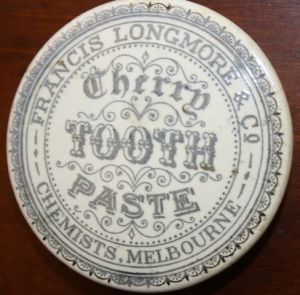 FRANCIS LONGMORE & Co
Cherry
TOOTH
PASTE
CHEMISTS, MELBOURNE